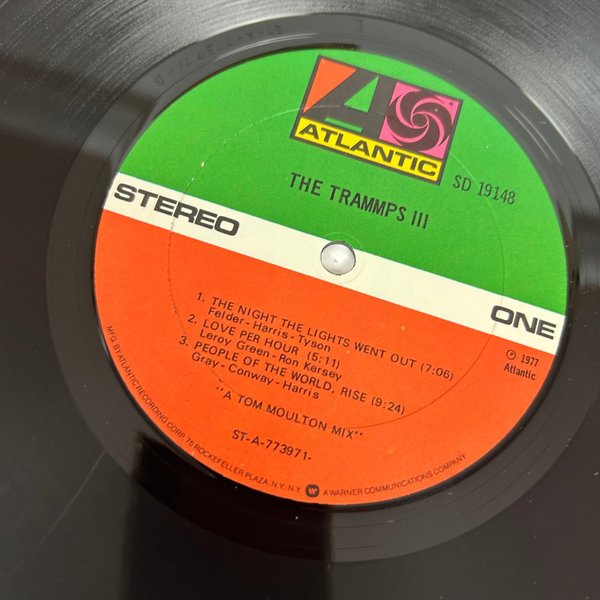 ATLANTIC
SD 19148
THE TRAMMPS III
STEREO
ONE
℗ 1977
Atlantic
1. THE NIGHT THE LIGHTS WENT OUT (7:06)
Felder-Harris-Tyson
2. LOVE PER HOUR (5:11)
Leroy Green-Ron Kersey
3. PEOPLE OF THE WORLD, RISE (9:24)
Gray-Conway-Harris
"A TOM MOULTON MIX"
ST-A-773971-
MFG. BY ATLANTIC RECORDING CORP. 75 ROCKEFELLER PLAZA, N.Y. N.Y. A WARNER COMMUNICATIONS COMPANY